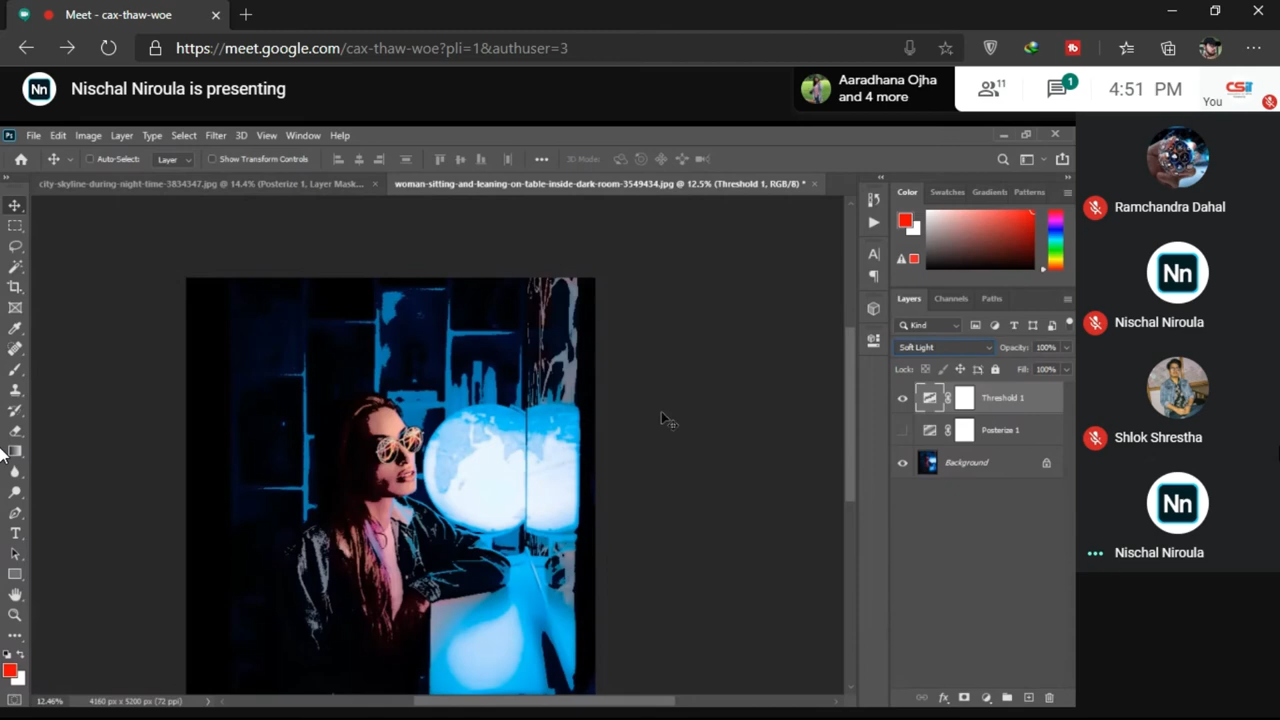 Meet - cax-thaw-woe
https://meet.google.com/cax-thaw-woe?pli=1&authuser=3
Nn
Nischal Niroula is presenting
Aaradhana Ojha
and 4 more
11
1
4:51 PM
You
Ps File Edit Image Layer Type Select Filter 3D View Window Help
Auto-Select: Layer Show Transform Controls 3D Mode:
city-skyline-during-night-time-3834347.jpg @ 14.4% (Posterize 1, Layer Mask...
woman-sitting-and-leaning-on-table-inside-dark-room-3549434.jpg @ 12.5% (Threshold 1, RGB/8) *
Color Swatches Gradients Patterns
Layers Channels Paths
Kind
Soft Light Opacity: 100%
Lock: Fill: 100%
Threshold 1
Posterize 1
Background
12.46% 4160 px x 5200 px (72 ppi)
Ramchandra Dahal
Nn
Nischal Niroula
Shlok Shrestha
Nn
Nischal Niroula